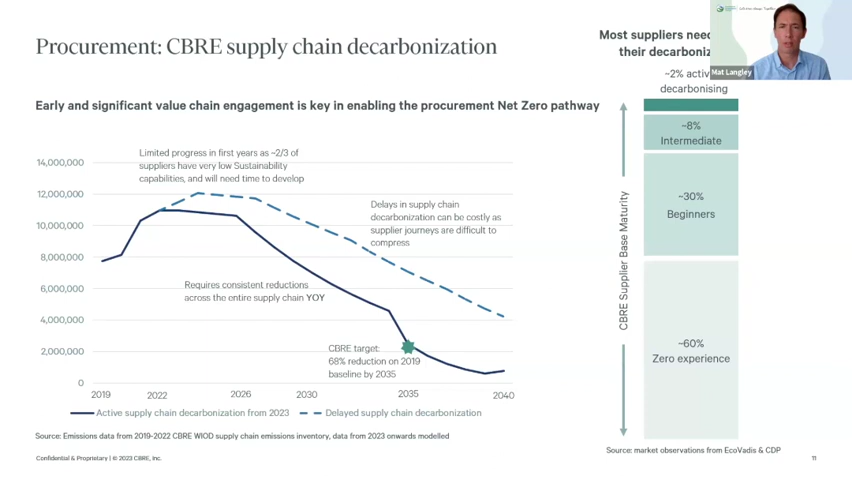 Procurement: CBRE supply chain decarbonization
Early and significant value chain engagement is key in enabling the procurement Net Zero pathway
Limited progress in first years as ~2/3 of
suppliers have very low Sustainability
capabilities, and will need time to develop
Delays in supply chain
decarbonization can be costly as
supplier journeys are difficult to
compress
Requires consistent reductions
across the entire supply chain YOY
CBRE target:
68% reduction on 2019
baseline by 2035
14,000,000
12,000,000
10,000,000
8,000,000
6,000,000
4,000,000
2,000,000
0
2019
2022
2026
2030
2035
2040
Active supply chain decarbonization from 2023
Delayed supply chain decarbonization
Source: Emissions data from 2019-2022 CBRE WIOD supply chain emissions inventory, data from 2023 onwards modelled
Most suppliers need
their decarboniz
Mat Langley
~2% activ
decarbonising
~8%
Intermediate
~30%
Beginners
~60%
Zero experience
CBRE Supplier Base Maturity
Source: market observations from EcoVadis & CDP
Confidential & Proprietary | © 2023 CBRE, Inc.
11